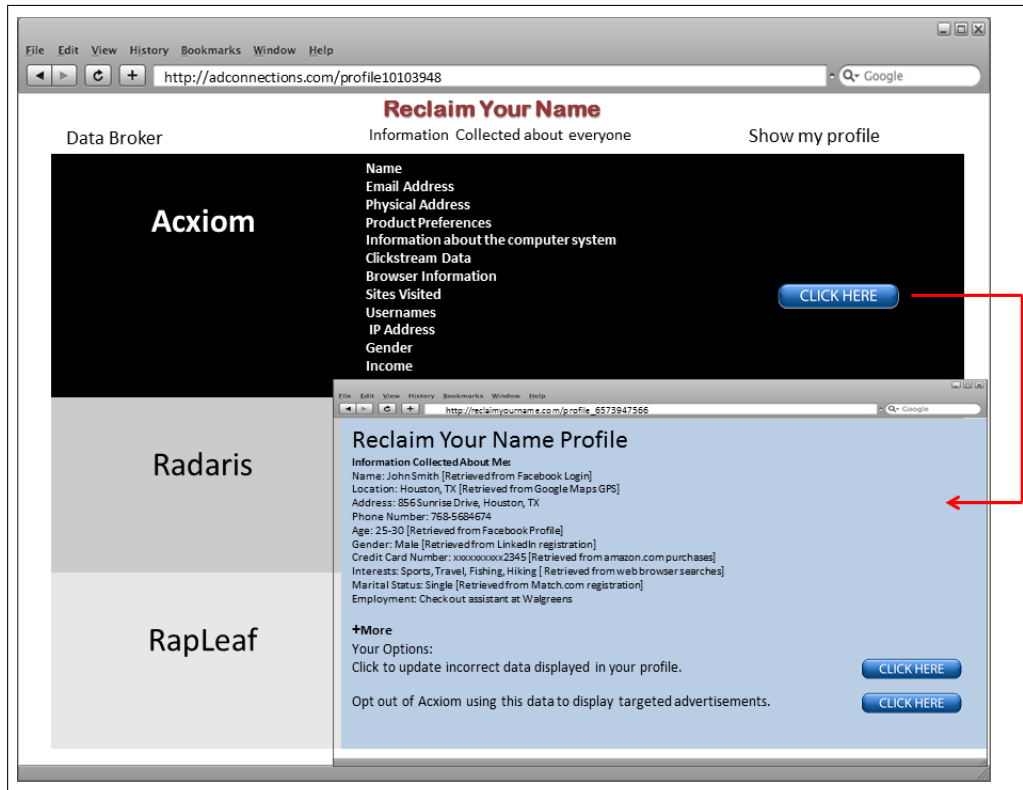 File Edit View History Bookmarks Window Help
http://adconnections.com/profile10103948
Google
Reclaim Your Name
Data Broker
Information Collected about everyone
Show my profile
Acxiom
Name
Email Address
Physical Address
Product Preferences
Information about the computer system
Clickstream Data
Browser Information
Sites Visited
Usernames
IP Address
Gender
Income
CLICK HERE
Radaris
RapLeaf
File Edit View History Bookmarks Window Help
http://reclaimyourname.com/profile_6573947566
Google
Reclaim Your Name Profile
Information Collected About Me:
Name: John Smith [Retrieved from Facebook Login]
Location: Houston, TX [Retrieved from Google Maps GPS]
Address: 856 Sunrise Drive, Houston, TX
Phone Number: 768-5684674
Age: 25-30 [Retrieved from Facebook Profile]
Gender: Male [Retrieved from LinkedIn registration]
Credit Card Number: xxxxxxxxxx2345 [Retrieved from amazon.com purchases]
Interests: Sports, Travel, Fishing, Hiking [ Retrieved from web browser searches]
Marital Status: Single [Retrieved from Match.com registration]
Employment: Checkout assistant at Walgreens
+More
Your Options:
Click to update incorrect data displayed in your profile.
CLICK HERE
Opt out of Acxiom using this data to display targeted advertisements.
CLICK HERE